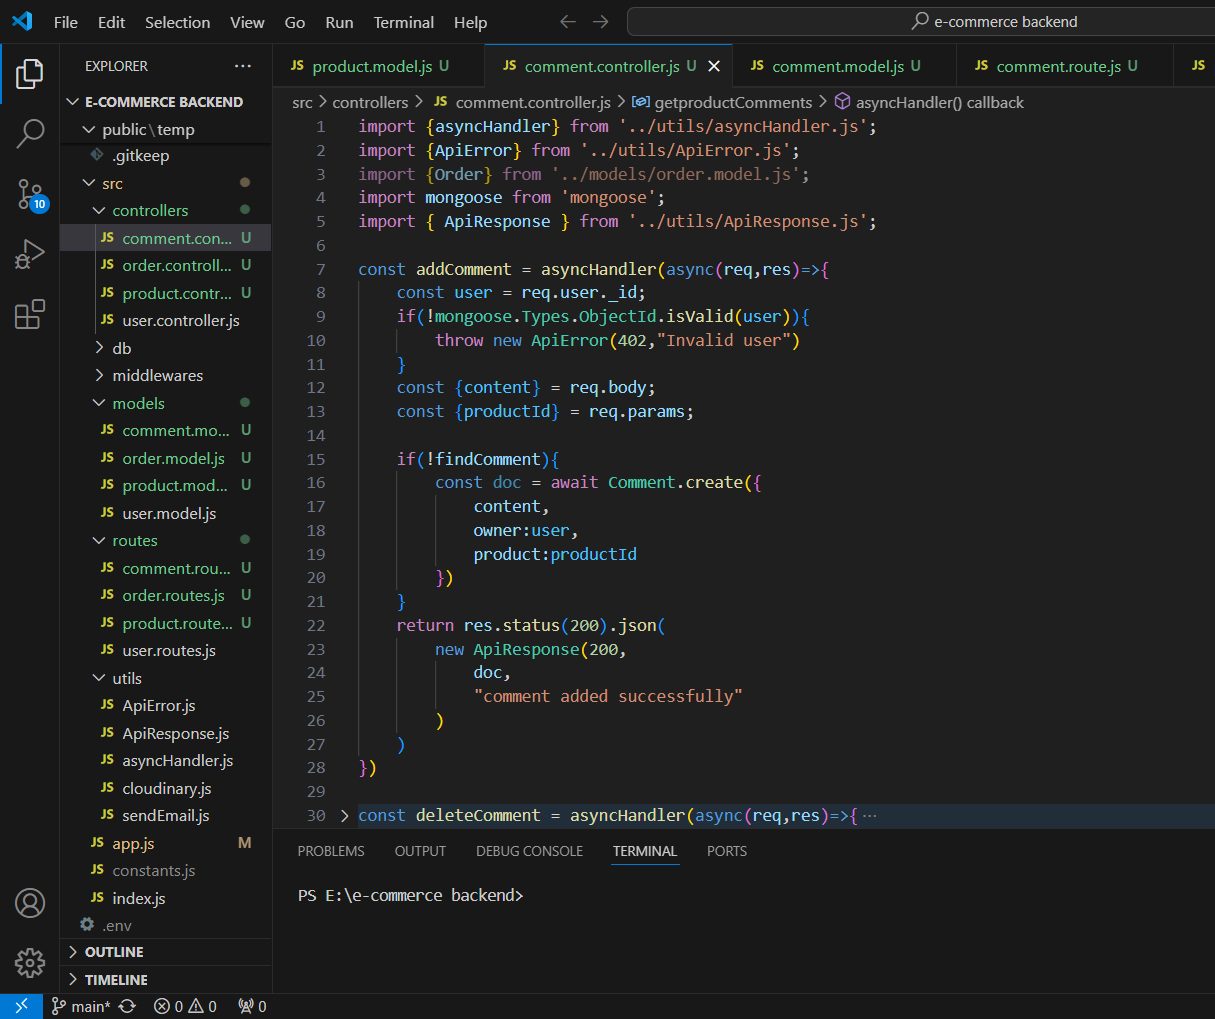 File Edit Selection View Go Run Terminal Help
e-commerce backend
EXPLORER
E-COMMERCE BACKEND
public\temp
.gitkeep
src
controllers
JS comment.con... U
JS order.controll... U
JS product.contr... U
JS user.controller.js
db
middlewares
models
JS comment.mo... U
JS order.model.js U
JS product.mod... U
JS user.model.js
routes
JS comment.rou... U
JS order.routes.js U
JS product.route... U
JS user.routes.js
utils
JS ApiError.js
JS ApiResponse.js
JS asyncHandler.js
JS cloudinary.js
JS sendEmail.js
JS app.js M
JS constants.js
JS index.js
.env
OUTLINE
TIMELINE
10
JS product.model.js U JS comment.controller.js U JS comment.model.js U JS comment.route.js U JS
src > controllers > JS comment.controller.js > getproductComments > asyncHandler() callback
1 import {asyncHandler} from '../utils/asyncHandler.js';
2 import {ApiError} from '../utils/ApiError.js';
3 import {Order} from '../models/order.model.js';
4 import mongoose from 'mongoose';
5 import { ApiResponse } from '../utils/ApiResponse.js';
6
7 const addComment = asyncHandler(async(req,res)=>{
8 const user = req.user._id;
9 if(!mongoose.Types.ObjectId.isValid(user)){
10 throw new ApiError(402,"Invalid user")
11 }
12 const {content} = req.body;
13 const {productId} = req.params;
14
15 if(!findComment){
16 const doc = await Comment.create({
17 content,
18 owner:user,
19 product:productId
20 })
21 }
22 return res.status(200).json(
23 new ApiResponse(200,
24 doc,
25 "comment added successfully"
26 )
27 )
28 })
29
30 const deleteComment = asyncHandler(async(req,res)=>{ ...
PROBLEMS OUTPUT DEBUG CONSOLE TERMINAL PORTS
PS E:\e-commerce backend>
main* 0 0 0